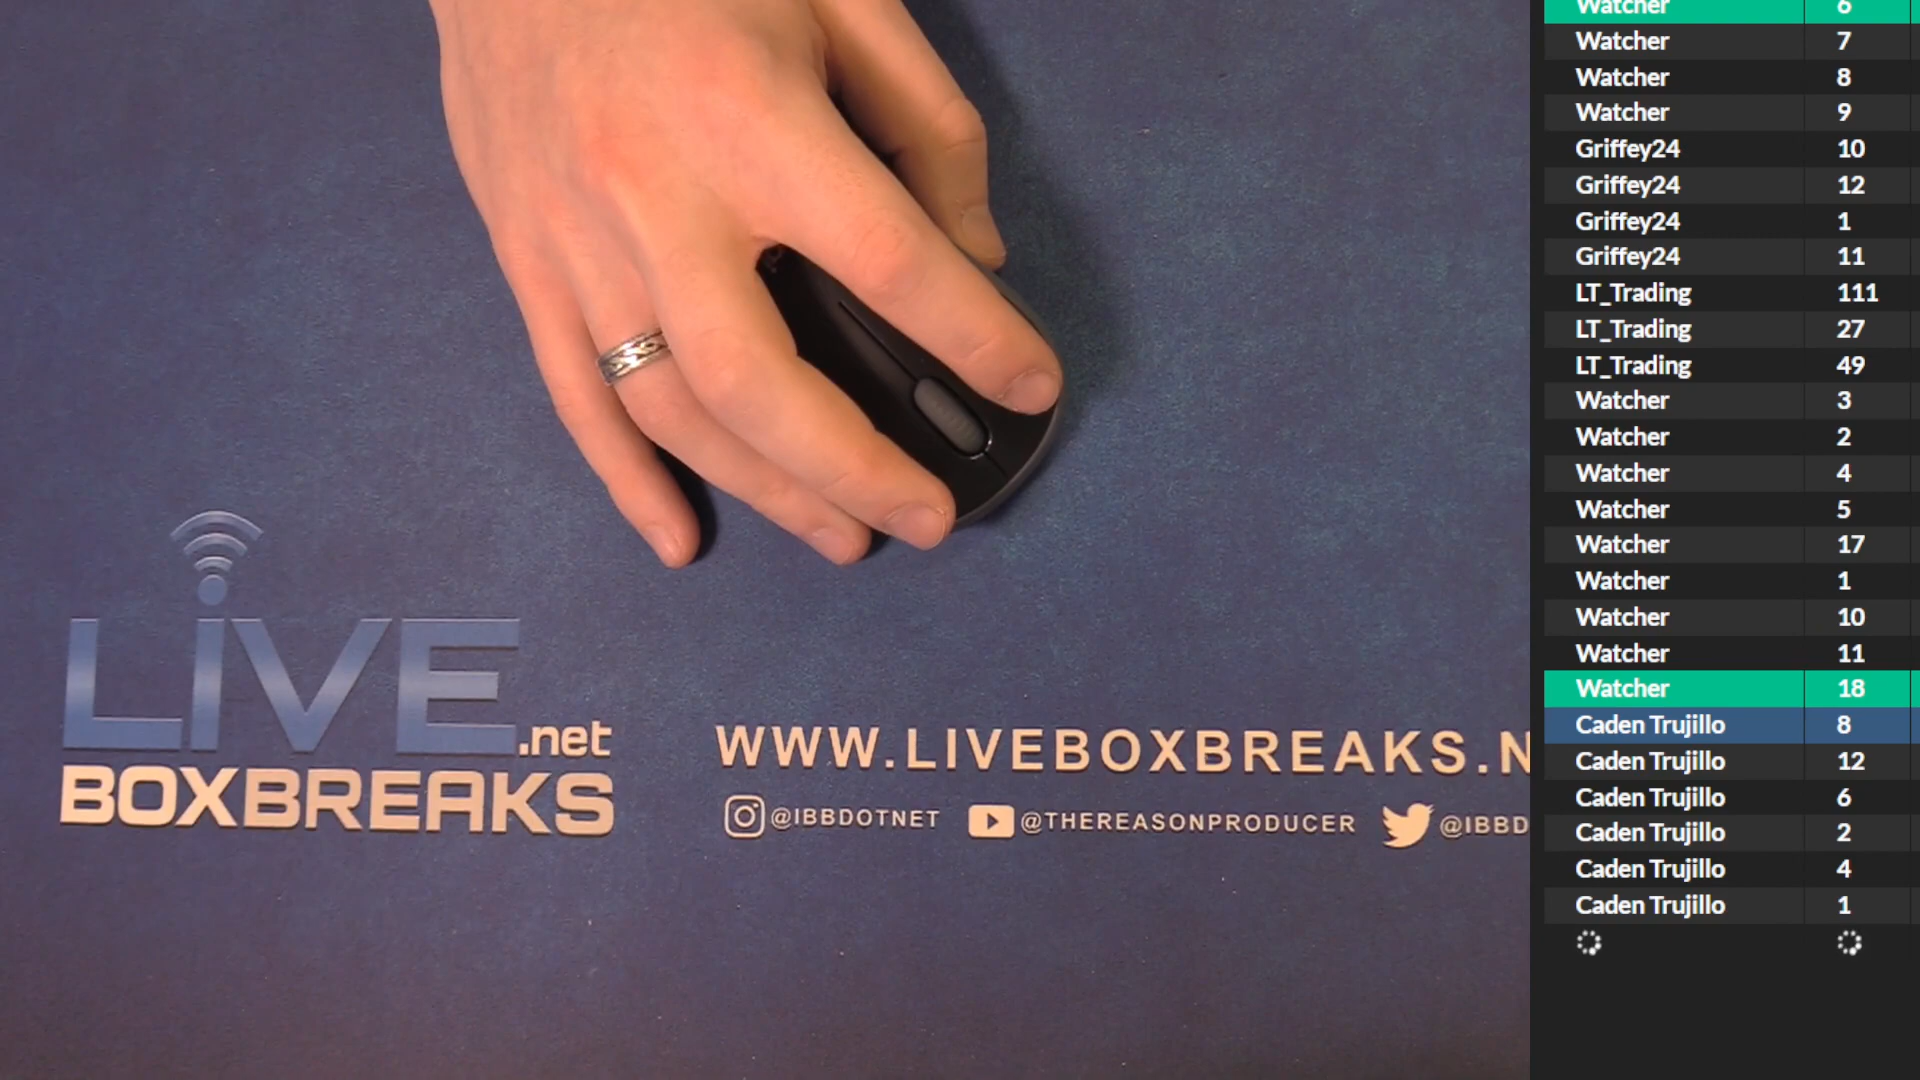 Watcher 6
Watcher 7
Watcher 8
Watcher 9
Griffey24 10
Griffey24 12
Griffey24 1
Griffey24 11
LT_Trading 111
LT_Trading 27
LT_Trading 49
Watcher 3
Watcher 2
Watcher 4
Watcher 5
Watcher 17
Watcher 1
Watcher 10
Watcher 11
Watcher 18
Caden Trujillo 8
Caden Trujillo 12
Caden Trujillo 6
Caden Trujillo 2
Caden Trujillo 4
Caden Trujillo 1
LiVE.net
BOXBREAKS
WWW.LIVEBOXBREAKS.N
@IBBDOTNET @THEREASONPRODUCER @IBBD